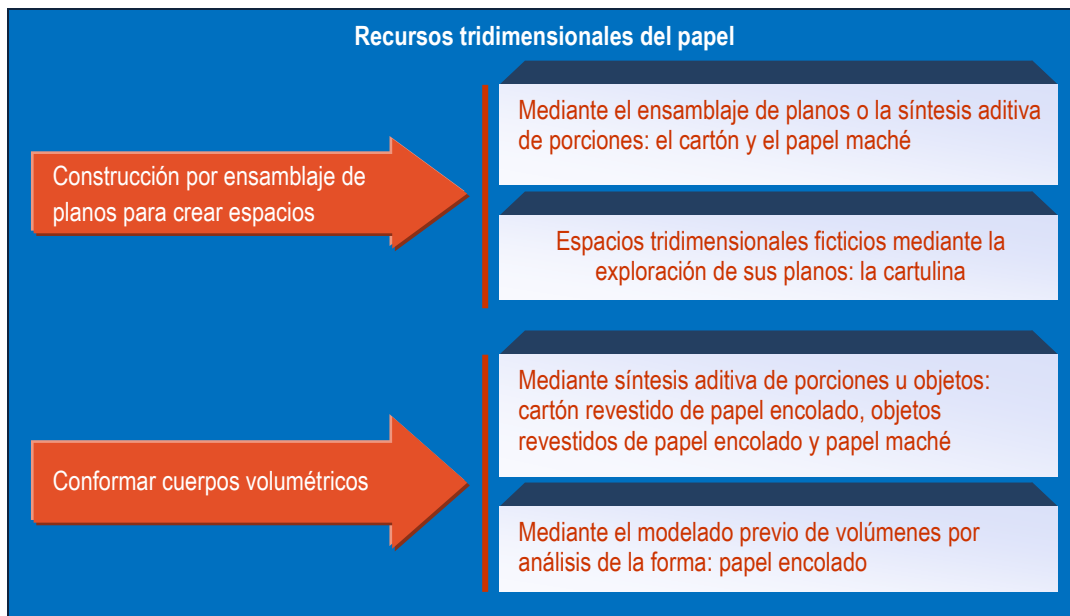 Recursos tridimensionales del papel
Construcción por ensamblaje de
planos para crear espacios
Mediante el ensamblaje de planos o la síntesis aditiva
de porciones: el cartón y el papel maché
Espacios tridimensionales ficticios mediante la
exploración de sus planos: la cartulina
Conformar cuerpos volumétricos
Mediante síntesis aditiva de porciones u objetos:
cartón revestido de papel encolado, objetos
revestidos de papel encolado y papel maché
Mediante el modelado previo de volúmenes por
análisis de la forma: papel encolado